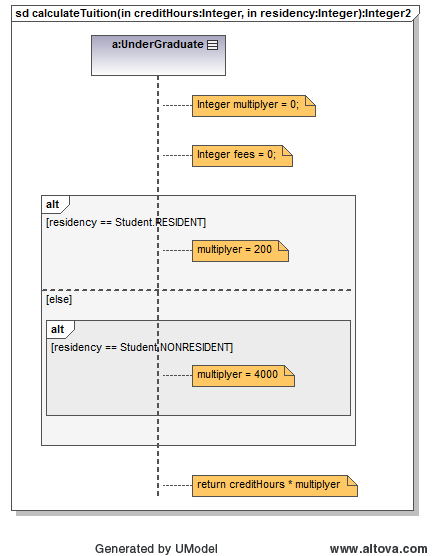 sd calculateTuition(in creditHours:Integer, in residency:Integer):Integer2
a:UnderGraduate
Integer multiplyer = 0;
Integer fees = 0;
alt
[residency == Student.RESIDENT]
multiplyer = 200
[else]
alt
[residency == Student.NONRESIDENT]
multiplyer = 4000
return creditHours * multiplyer
Generated by UModel www.altova.com